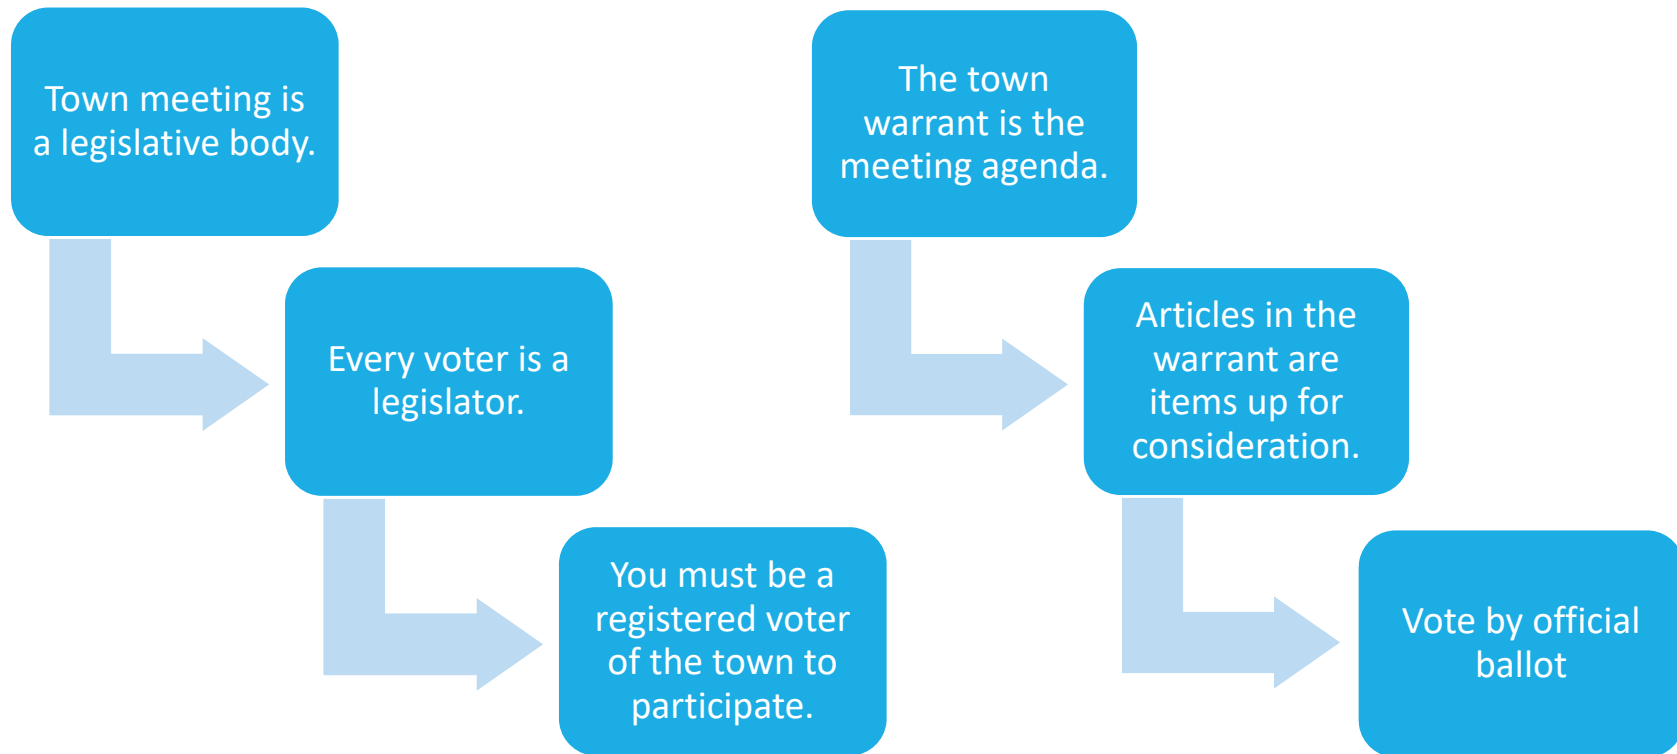 Town meeting is
a legislative body.
Every voter is a
legislator.
You must be a
registered voter
of the town to
participate.
The town
warrant is the
meeting agenda.
Articles in the
warrant are
items up for
consideration.
Vote by official
ballot